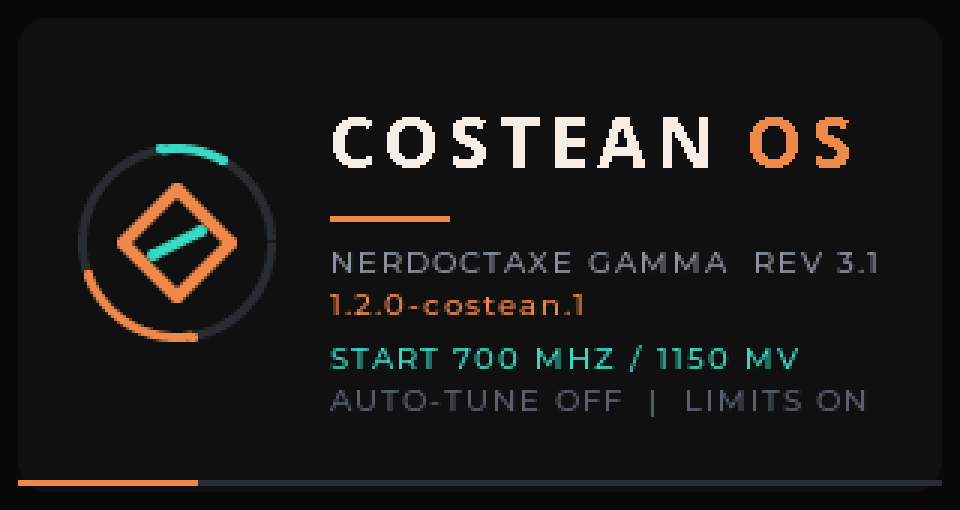 COSTEAN OS
NERDOCTAXE GAMMA REV 3.1
1.2.0-costean.1
START 700 MHZ / 1150 MV
AUTO-TUNE OFF | LIMITS ON